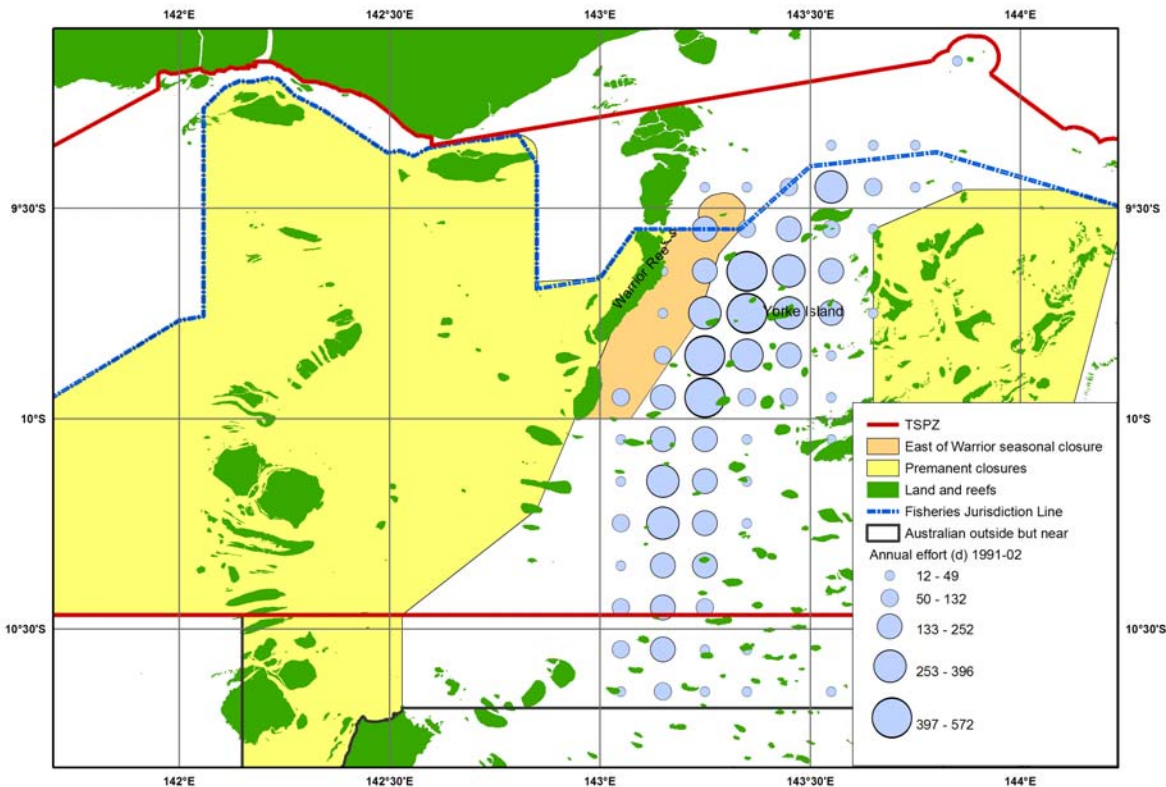 142°E
142°30'E
143°E
143°30'E
144°E
9°30'S
9°30'S
Warrior Ree
Yorke Island
10°S
10°S
TSPZ
East of Warrior seasonal closure
Premanent closures
Land and reefs
Fisheries Jurisdiction Line
Australian outside but near
Annual effort (d) 1991-02
12 - 49
50 - 132
133 - 252
253 - 396
397 - 572
10°30'S
10°30'S
142°E
142°30'E
143°E
143°30'E
144°E